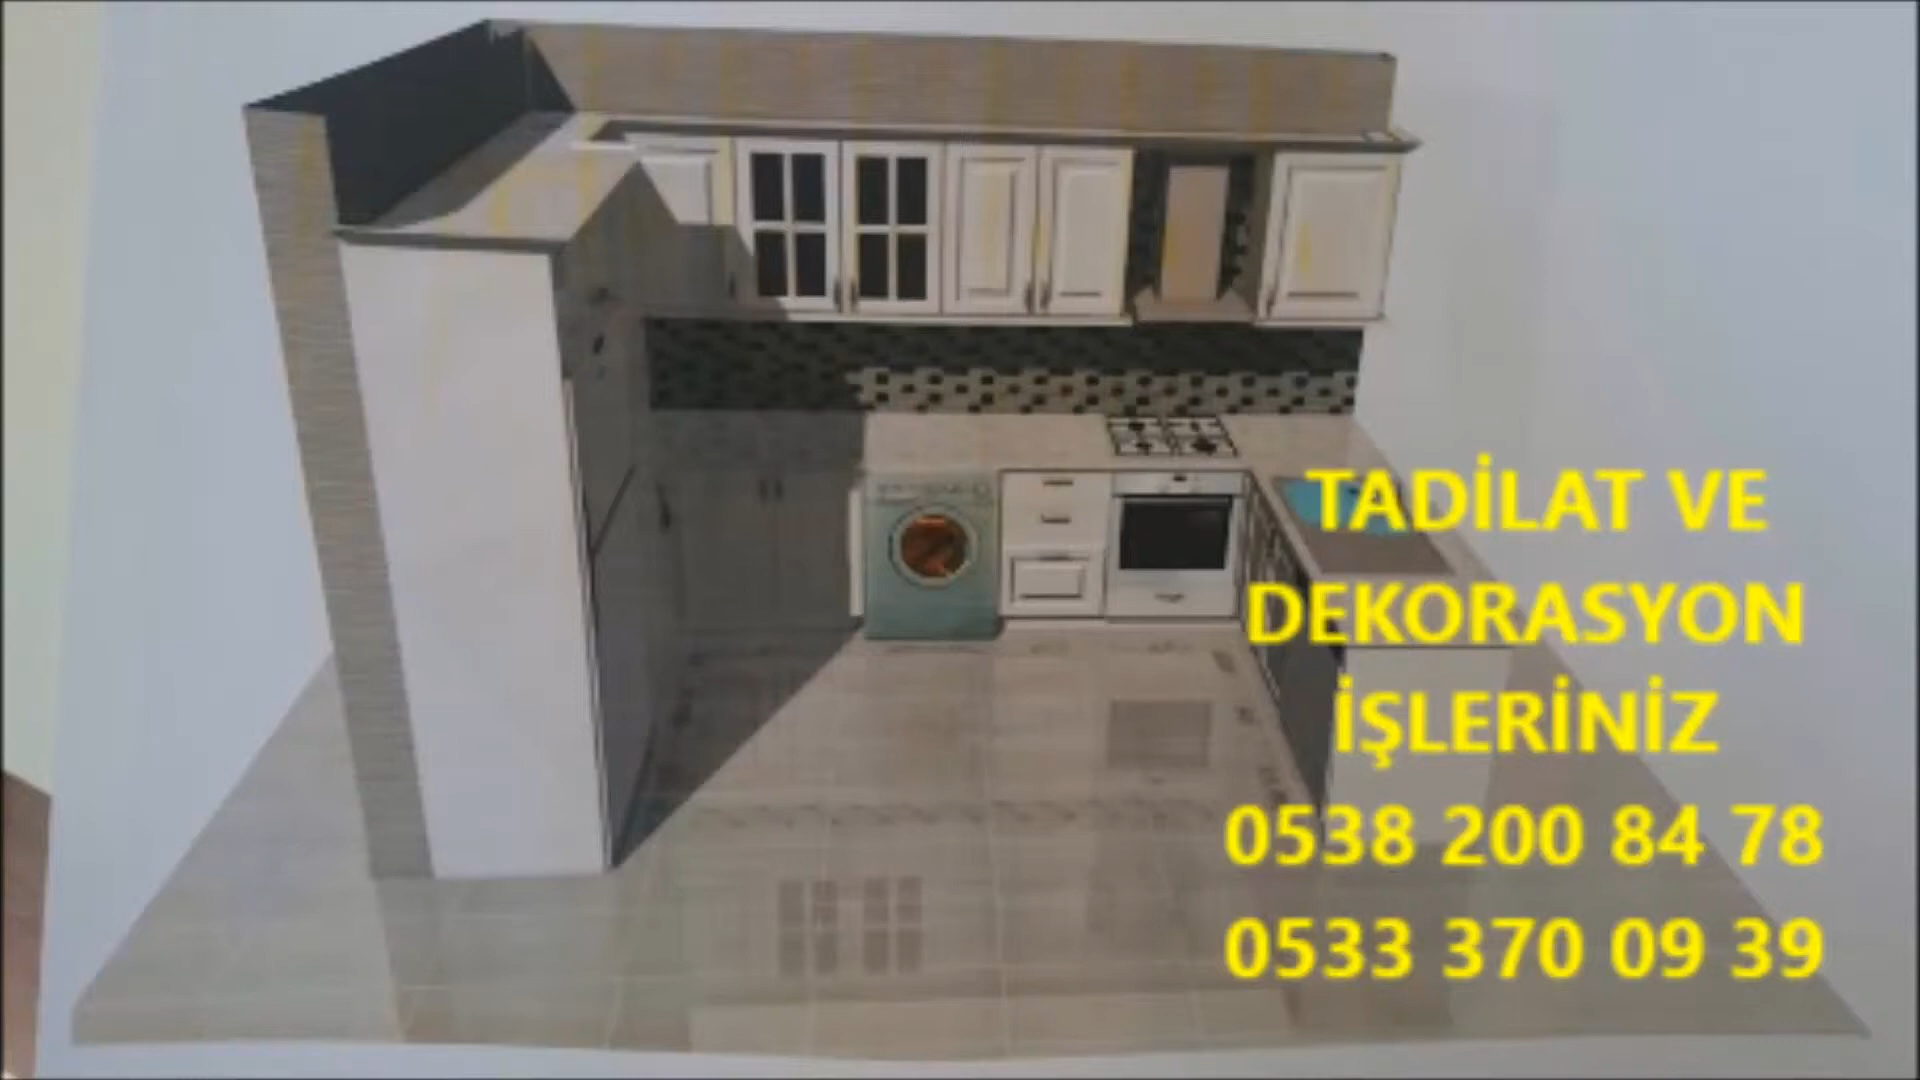 TADİLAT VE
DEKORASYON
İŞLERİNİZ
0538 200 84 78
0533 370 09 39